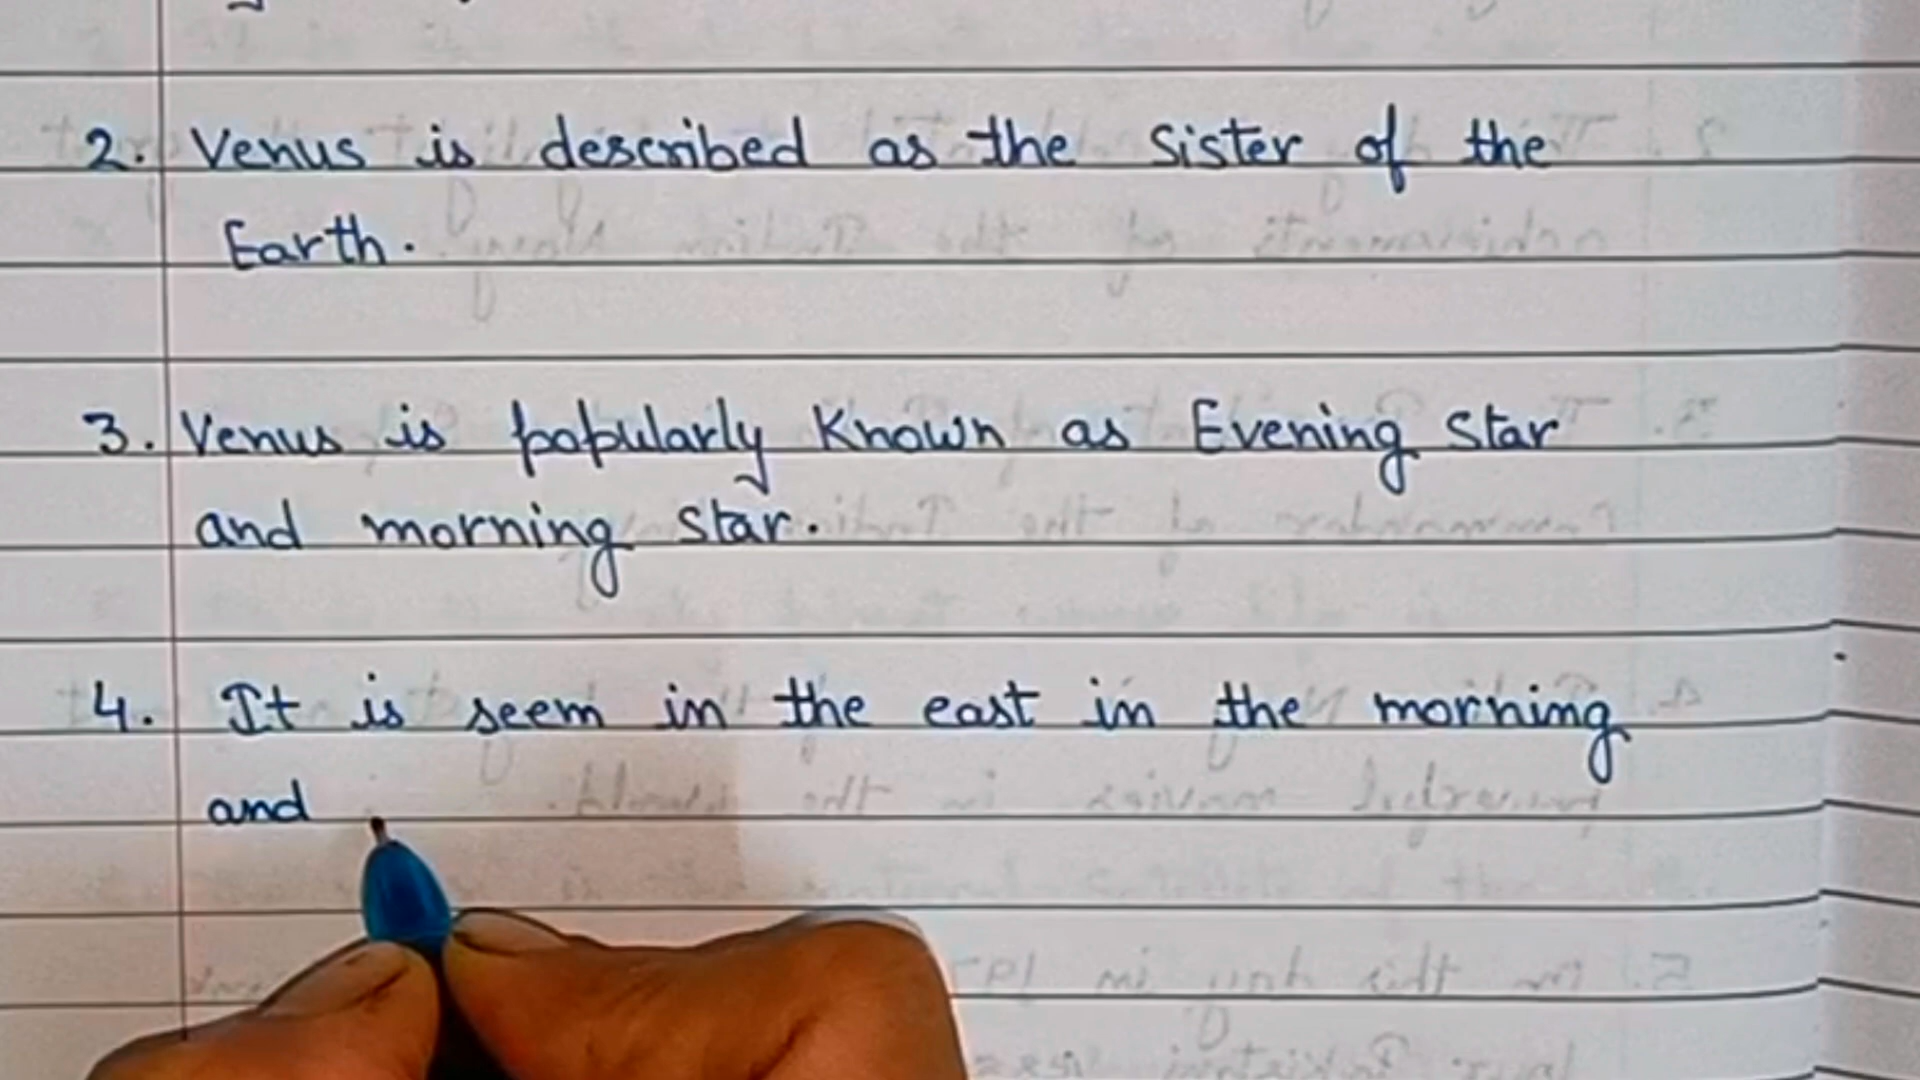 2. Venus is described as the sister of the
Earth.
3. Venus is popularly known as Evening Star
and morning star.
4. It is seem in the east in the morning
and